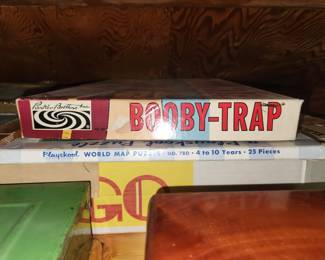 Parker Brothers Inc.
BOOBY-TRAP
Playskool WORLD MAP PUZZLE • NO. 780 • 4 to 10 Years • 25 Pieces
GO